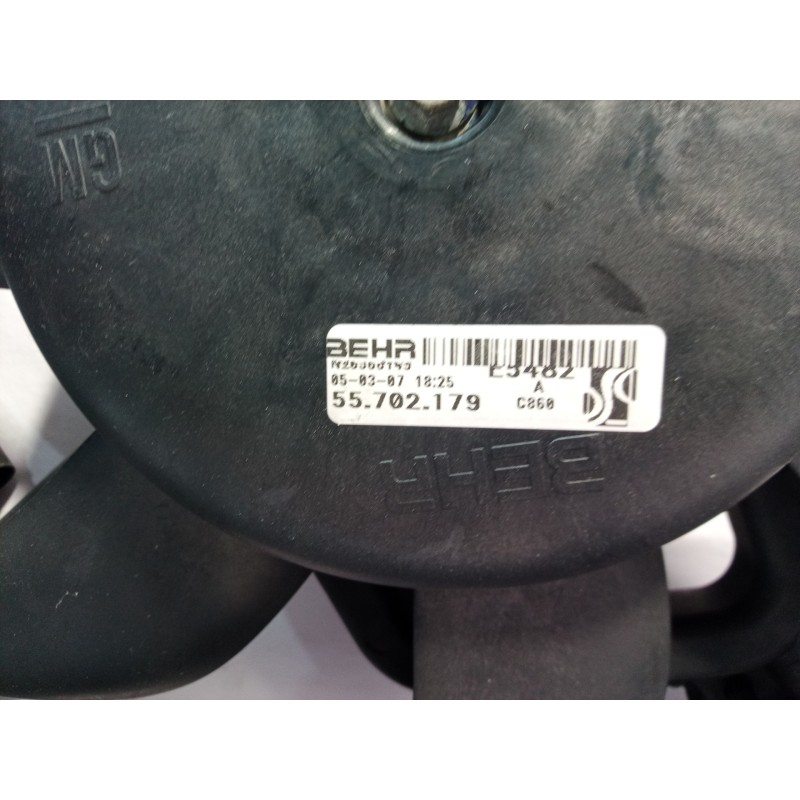 GM
BEHR
E3482
05-03-07 18:25
A
55.702.179
C860
BEHR